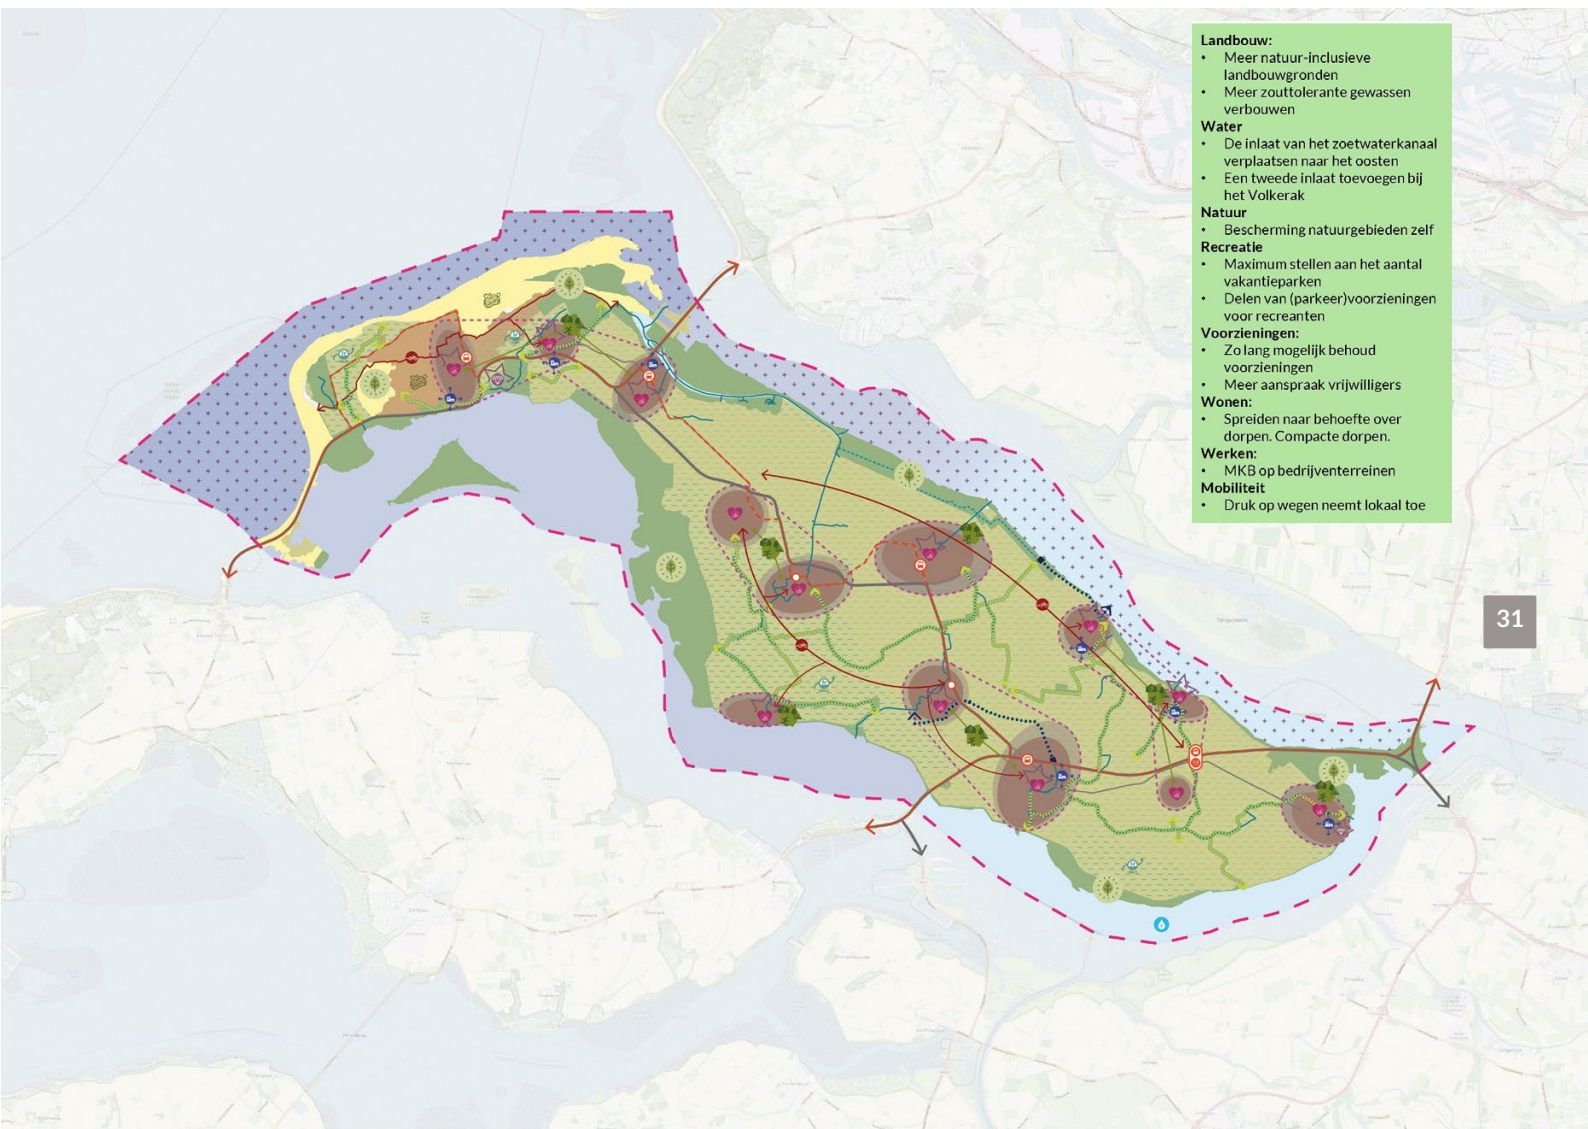 Landbouw:
• Meer natuur-inclusieve
landbouwgronden
• Meer zouttolerante gewassen
verbouwen
Water
• De inlaat van het zoetwaterkanaal
verplaatsen naar het oosten
• Een tweede inlaat toevoegen bij
het Volkerak
Natuur
• Bescherming natuurgebieden zelf
Recreatie
• Maximum stellen aan het aantal
vakantieparken
• Delen van (parkeer)voorzieningen
voor recreanten
Voorzieningen:
• Zo lang mogelijk behoud
voorzieningen
• Meer aanspraak vrijwilligers
Wonen:
• Spreiden naar behoefte over
dorpen. Compacte dorpen.
Werken:
• MKB op bedrijventerreinen
Mobiliteit
• Druk op wegen neemt lokaal toe
31